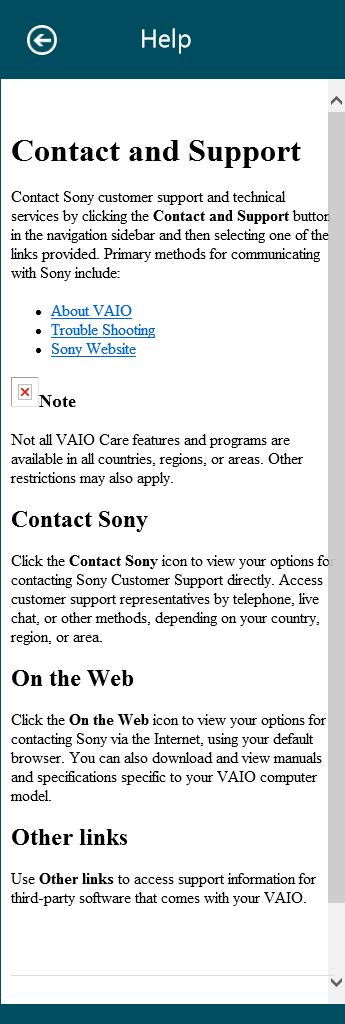 Help
Contact and Support
Contact Sony customer support and technical
services by clicking the Contact and Support button
in the navigation sidebar and then selecting one of the
links provided. Primary methods for communicating
with Sony include:
About VAIO
Trouble Shooting
Sony Website
Note
Not all VAIO Care features and programs are
available in all countries, regions, or areas. Other
restrictions may also apply.
Contact Sony
Click the Contact Sony icon to view your options fo
contacting Sony Customer Support directly. Access
customer support representatives by telephone, live
chat, or other methods, depending on your country,
region, or area.
On the Web
Click the On the Web icon to view your options for
contacting Sony via the Internet, using your default
browser. You can also download and view manuals
and specifications specific to your VAIO computer
model.
Other links
Use Other links to access support information for
third-party software that comes with your VAIO.